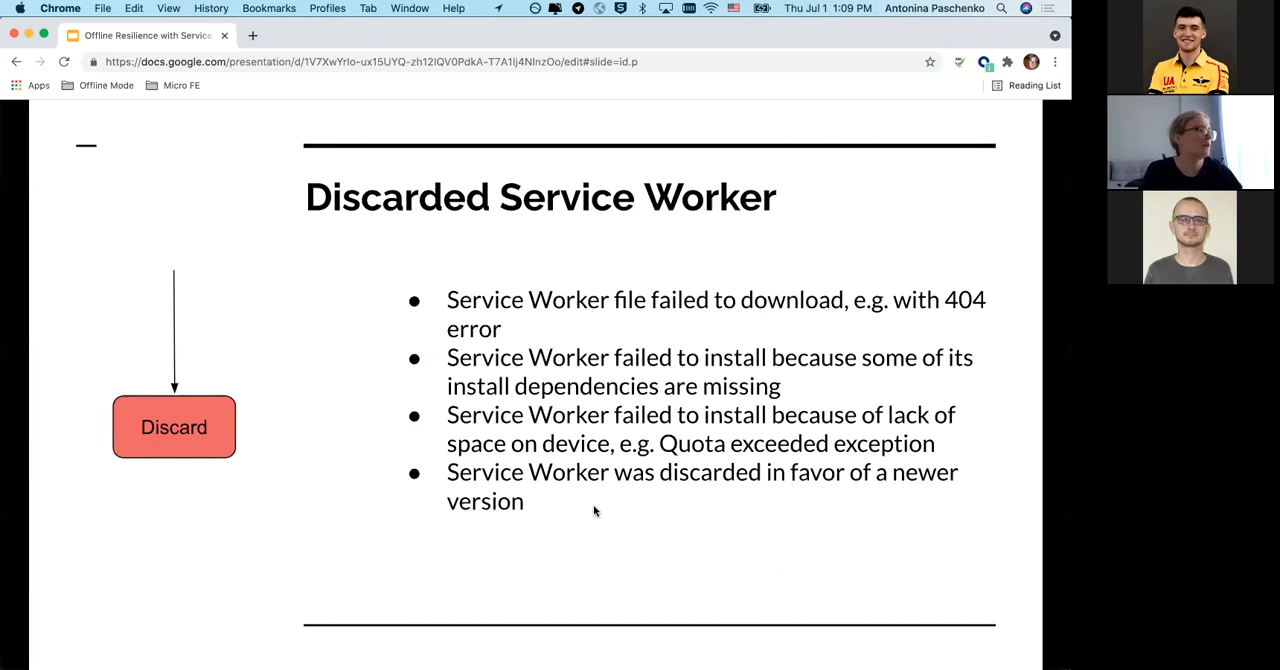 Chrome File Edit View History Bookmarks Profiles Tab Window Help Thu Jul 1 1:09 PM Antonina Paschenko
Offline Resilience with Service
https://docs.google.com/presentation/d/1V7XwYrIo-ux15UYQ-zh12IQV0PdkA-T7A1Ij4NInzOo/edit#slide=id.p
Apps Offline Mode Micro FE Reading List
Discarded Service Worker
Discard
● Service Worker file failed to download, e.g. with 404
error
● Service Worker failed to install because some of its
install dependencies are missing
● Service Worker failed to install because of lack of
space on device, e.g. Quota exceeded exception
● Service Worker was discarded in favor of a newer
version
UA